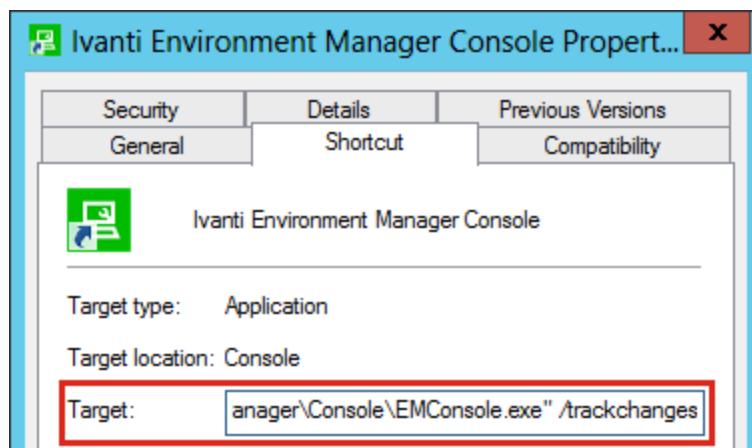 Ivanti Environment Manager Console Propert...
x
Security Details Previous Versions
General Shortcut Compatibility
Ivanti Environment Manager Console
Target type: Application
Target location: Console
Target: anager\Console\EMConsole.exe" /trackchanges